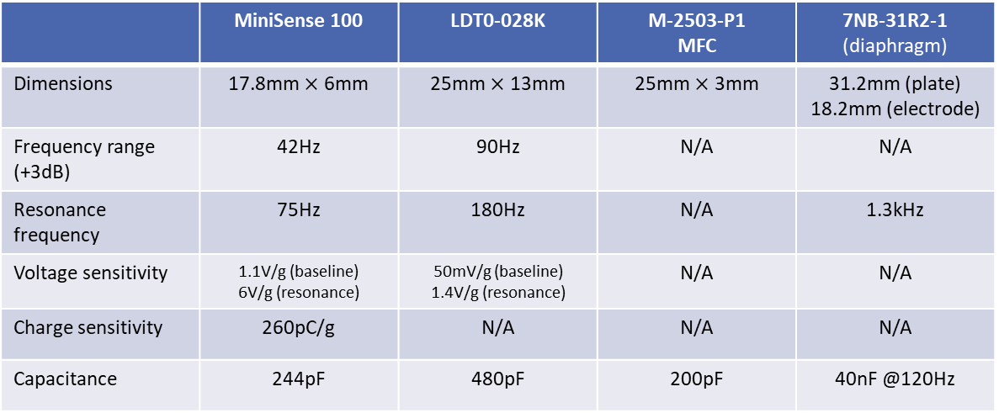 MiniSense 100 LDT0-028K M-2503-P1 7NB-31R2-1
MFC (diaphragm)
Dimensions 17.8mm × 6mm 25mm × 13mm 25mm × 3mm 31.2mm (plate)
18.2mm (electrode)
Frequency range 42Hz 90Hz N/A N/A
(+3dB)
Resonance 75Hz 180Hz N/A 1.3kHz
frequency
Voltage sensitivity 1.1V/g (baseline) 50mV/g (baseline) N/A N/A
6V/g (resonance) 1.4V/g (resonance)
Charge sensitivity 260pC/g N/A N/A N/A
Capacitance 244pF 480pF 200pF 40nF @120Hz